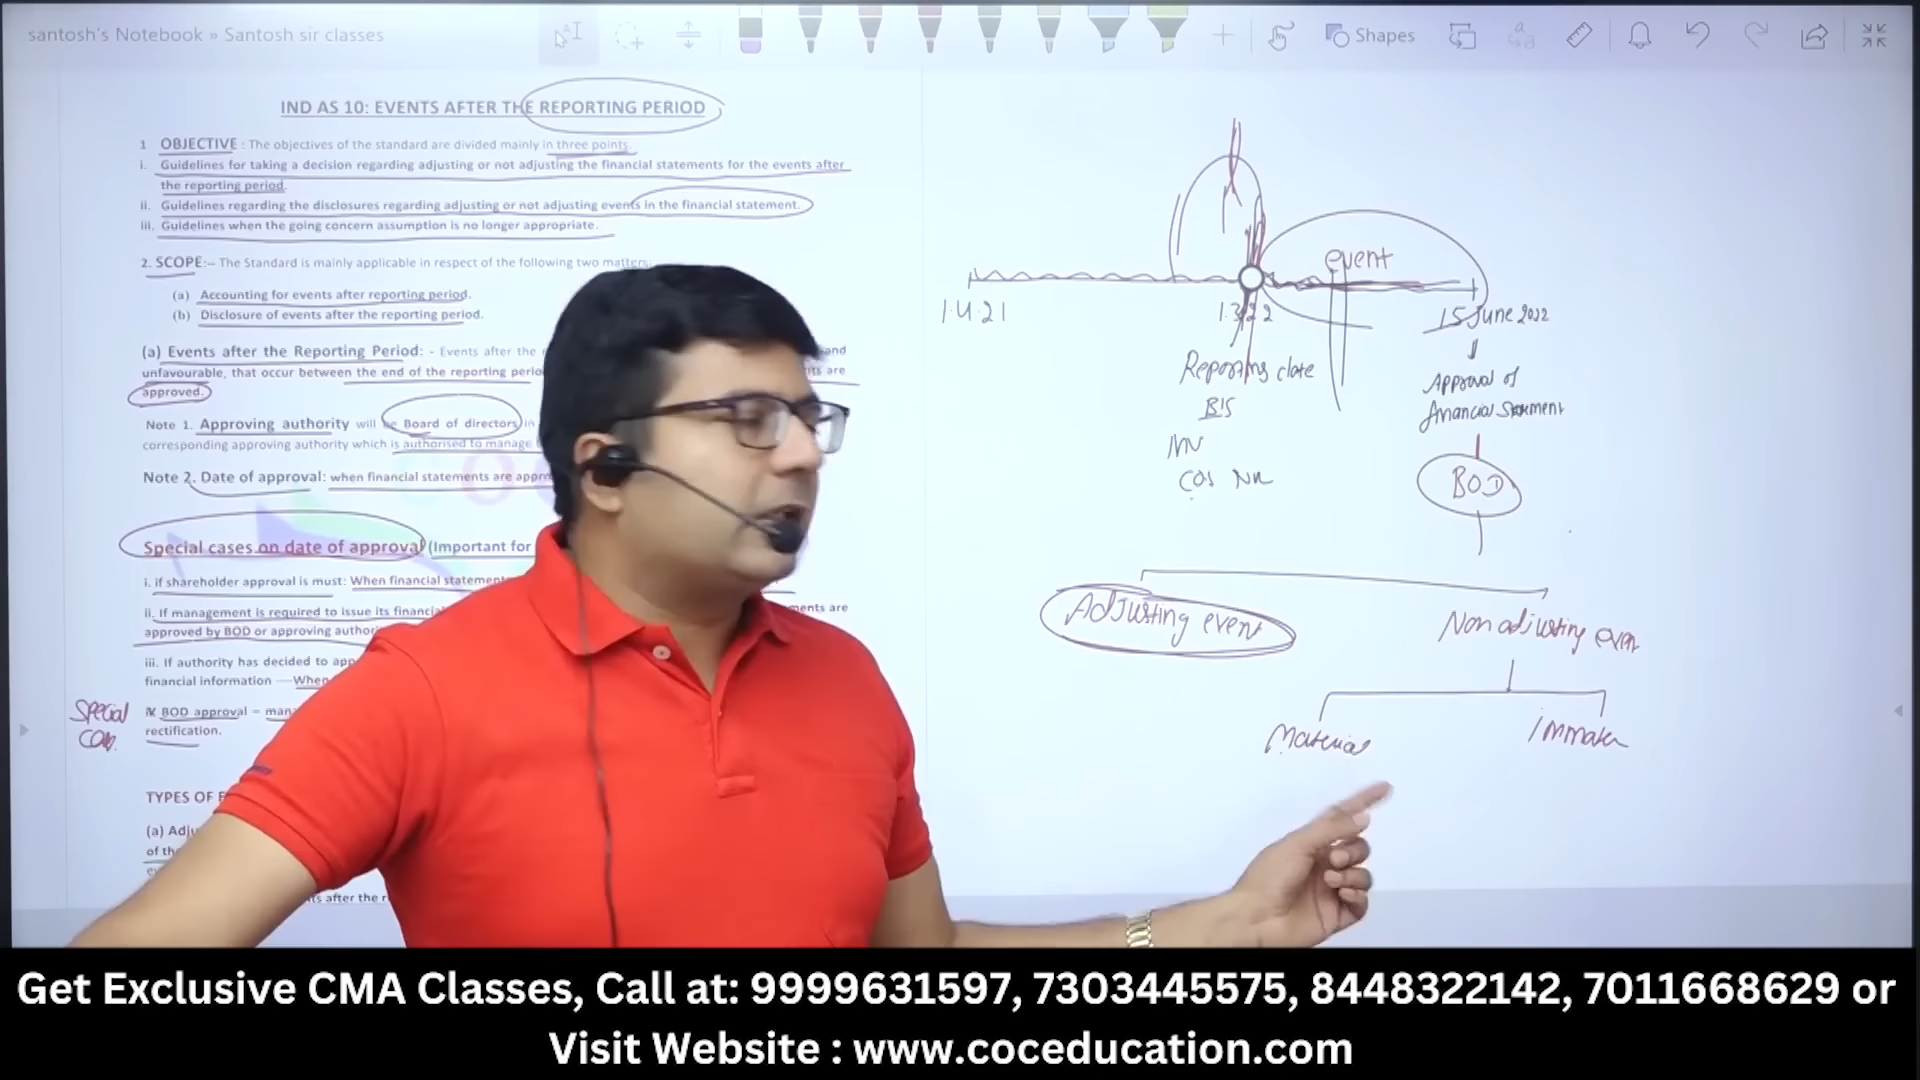 santosh's Notebook » Santosh sir classes
Shapes
IND AS 10: EVENTS AFTER THE REPORTING PERIOD
1 OBJECTIVE : The objectives of the standard are divided mainly in three points.
i. Guidelines for taking a decision regarding adjusting or not adjusting the financial statements for the events after
the reporting period.
ii. Guidelines regarding the disclosures regarding adjusting or not adjusting events in the financial statement.
iii. Guidelines when the going concern assumption is no longer appropriate.
2. SCOPE:– The Standard is mainly applicable in respect of the following two matters:
(a) Accounting for events after reporting period.
(b) Disclosure of events after the reporting period.
(a) Events after the Reporting Period: - Events after the and
unfavourable, that occur between the end of the reporting are
approved.
Note 1. Approving authority will Board of directors in
corresponding approving authority which is authorised to manage
Note 2. Date of approval: when financial statements are
Special cases on date of approval (Important for
i. if shareholder approval is must: When financial
ii. If management is required to issue its are
approved by BOD or approving
iii. If authority has decided to
financial information When
iv BOD approval –
rectification.
Special
TYPES OF
(a)
of
after the
event
1.4.21
15 June 2022
Reporting date
B/S
Approval of
financial statement
BOD
Adjusting event
Non adjusting even
Material
Get Exclusive CMA Classes, Call at: 9999631597, 7303445575, 8448322142, 7011668629 or
Visit Website : www.coceducation.com